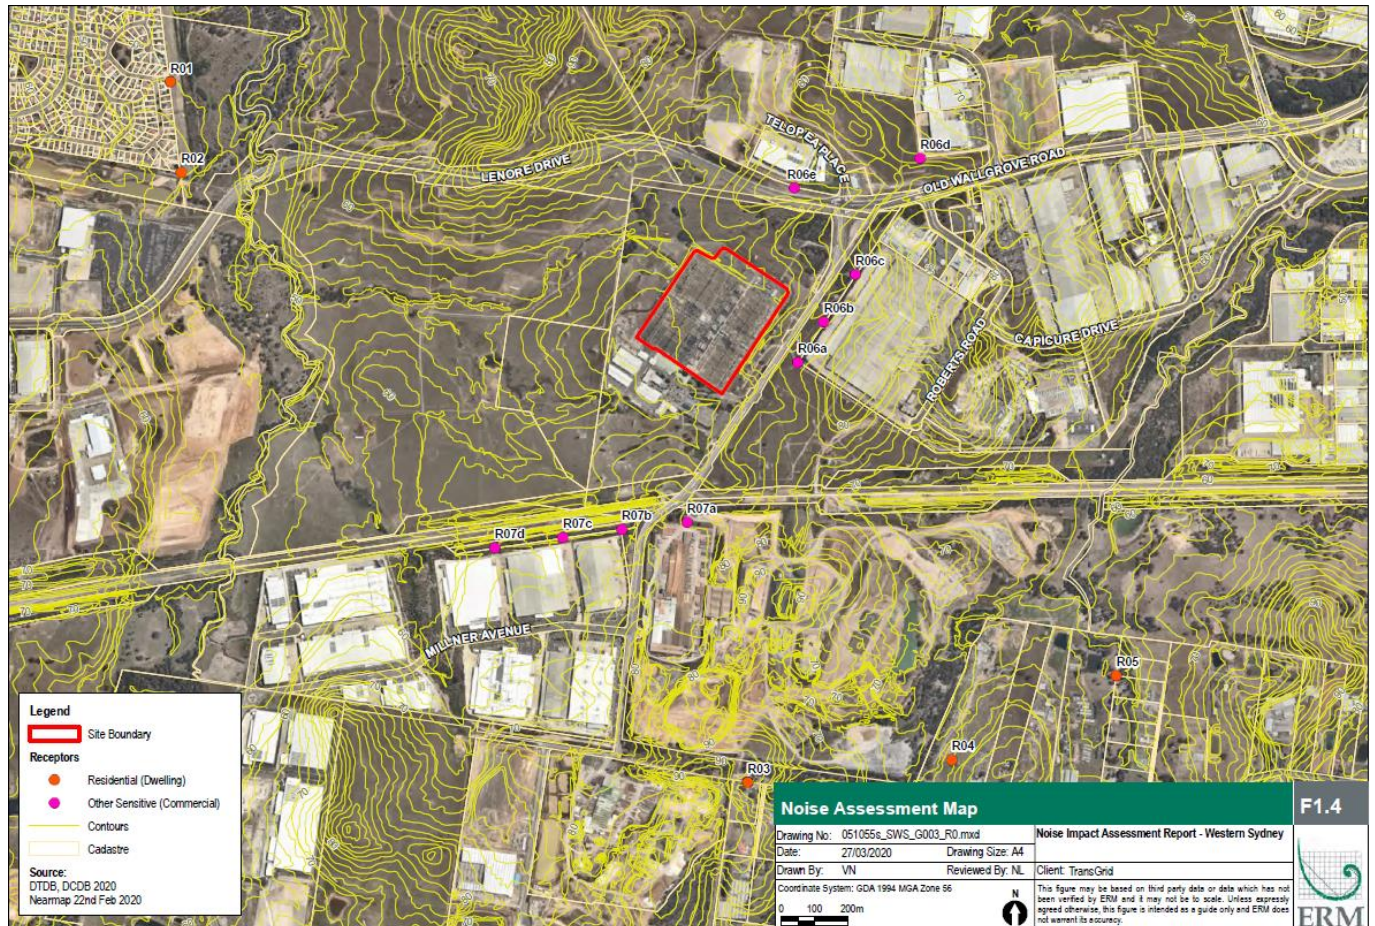 R01
R02
LENORE DRIVE
TELOPEA PLACE
R06e
R06d
OLD WALLGROVE ROAD
R06c
R06b
R06a
ROBERTS ROAD
CAPICURE DRIVE
R07a
R07b
R07c
R07d
MILLNER AVENUE
R05
R04
R03
Legend
Site Boundary
Receptors
Residential (Dwelling)
Other Sensitive (Commercial)
Contours
Cadastre
Source:
DTDB, DCDB 2020
Nearmap 22nd Feb 2020
Noise Assessment Map
F1.4
Drawing No: 051055s_SWS_G003_R0.mxd
Noise Impact Assessment Report - Western Sydney
Date: 27/03/2020 Drawing Size: A4
Drawn By: VN Reviewed By: NL
Client: TransGrid
Coordinate System: GDA 1994 MGA Zone 56
N
0 100 200m
This figure may be based on third party data or data which has not
been verified by ERM and it may not be to scale. Unless expressly
agreed otherwise, this figure is intended as a guide only and ERM does
not warrant its accuracy.
ERM